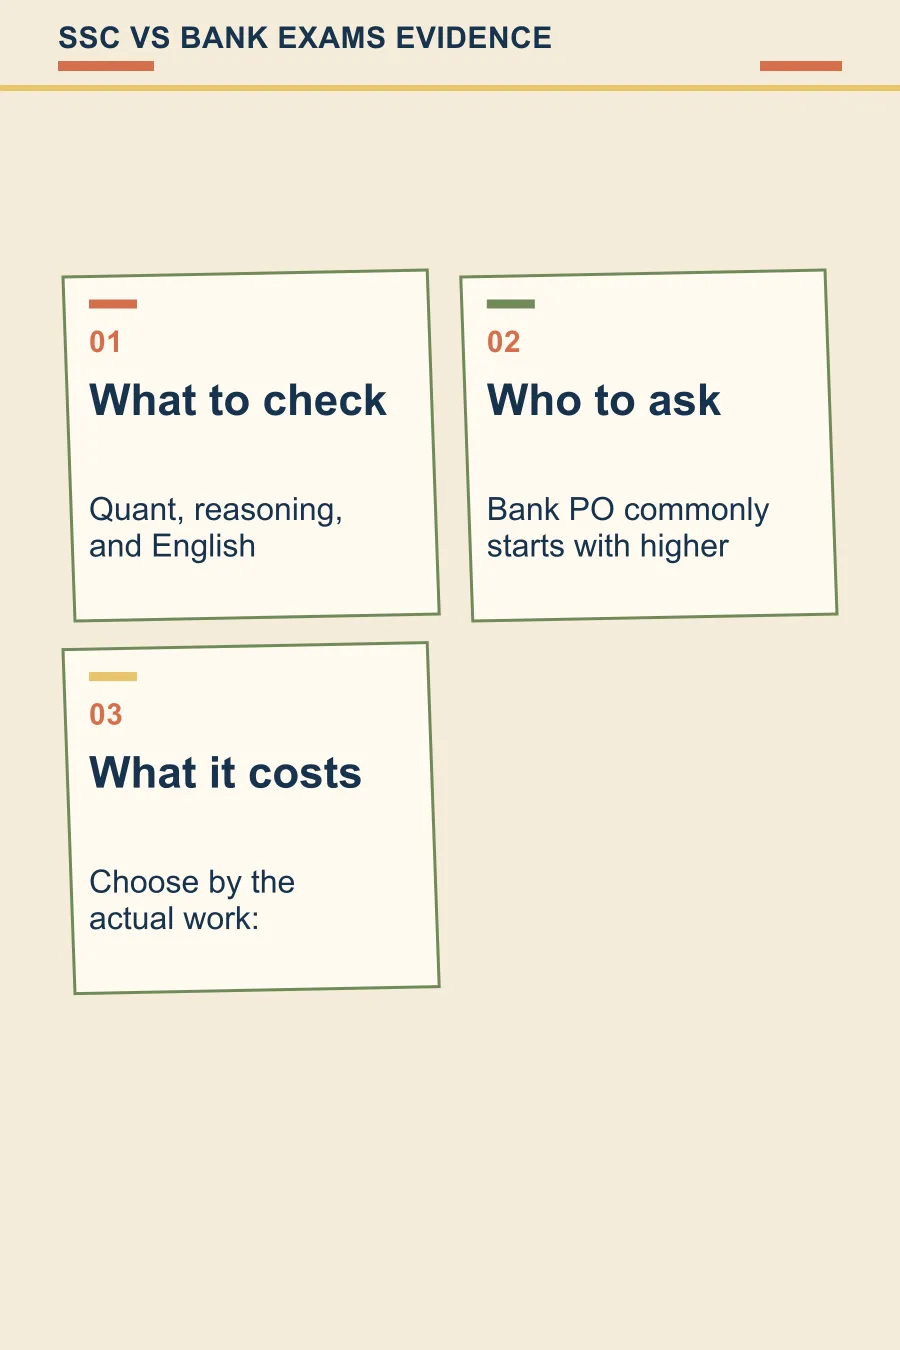 SSC VS BANK EXAMS EVIDENCE
01
What to check
Quant, reasoning,
and English
02
Who to ask
Bank PO commonly
starts with higher
03
What it costs
Choose by the
actual work: